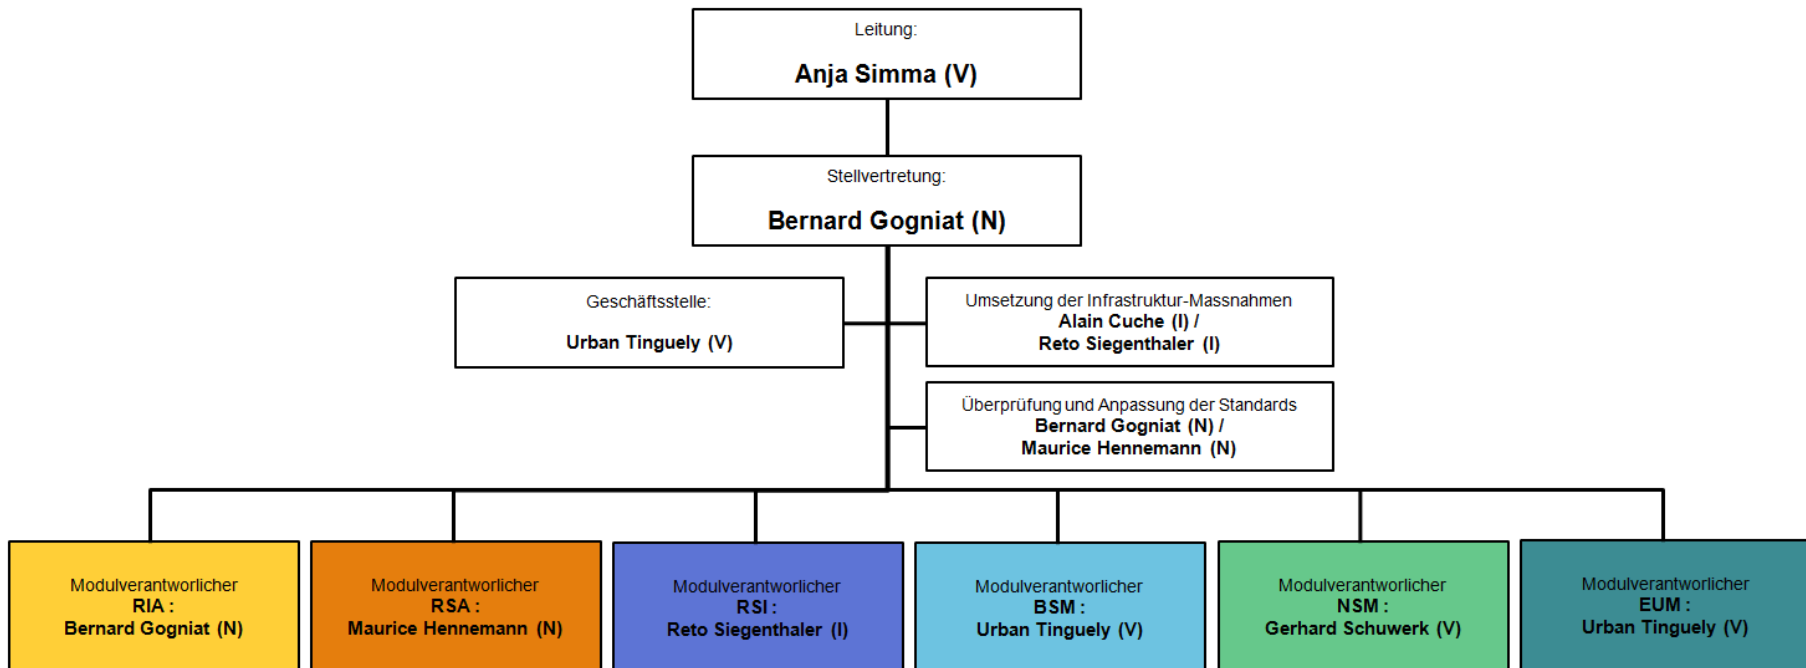 Leitung:
Anja Simma (V)
Stellvertretung:
Bernard Gogniat (N)
Geschäftsstelle:
Urban Tinguely (V)
Umsetzung der Infrastruktur-Massnahmen
Alain Cuche (I) /
Reto Siegenthaler (I)
Überprüfung und Anpassung der Standards
Bernard Gogniat (N) /
Maurice Hennemann (N)
Modulverantworlicher
RIA :
Bernard Gogniat (N)
Modulverantworlicher
RSA :
Maurice Hennemann (N)
Modulverantworlicher
RSI :
Reto Siegenthaler (I)
Modulverantworlicher
BSM :
Urban Tinguely (V)
Modulverantworlicher
NSM :
Gerhard Schuwerk (V)
Modulverantworlicher
EUM :
Urban Tinguely (V)